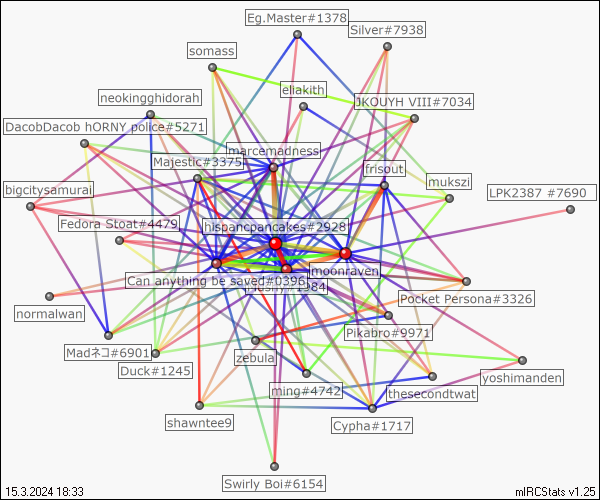 Eg.Master#1378
Silver#7938
somass
eliakith
neokingghidorah
JKOUYH VIII#7034
DacobDacob hORNY police#5271
marcemadness
Majestic#3375
frisout
mukszi
bigcitysamurai
LPK2387 #7690
Fedora Stoat#4479
hispancpancakes#2928
moonraven
Can anything be saved#0396
Pocket Persona#3326
normalwan
Pikabro#9971
Madネコ#6901
zebula
Duck#1245
yoshimanden
ming#4742
thesecondtwat
shawntee9
Cypha#1717
Swirly Boi#6154
15.3.2024 18:33
mIRCStats v1.25